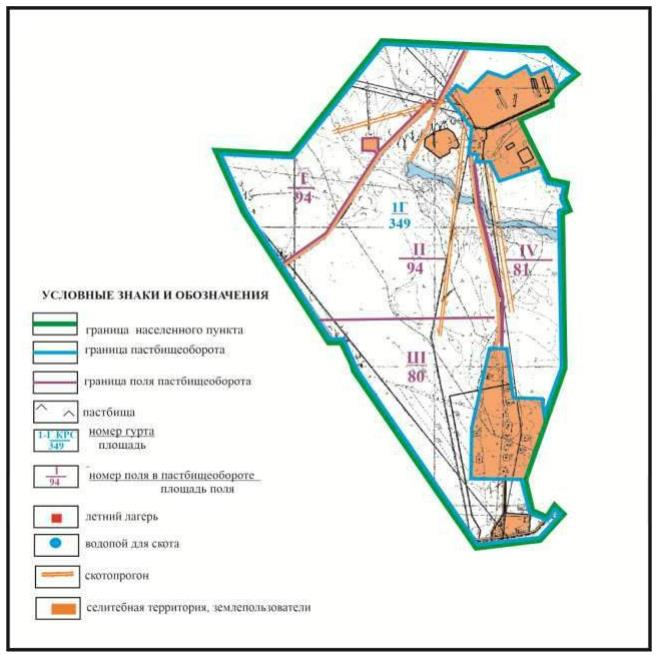 I
94
1Г
349
II
94
IV
81
III
80
УСЛОВНЫЕ ЗНАКИ И ОБОЗНАЧЕНИЯ
граница населенного пункта
граница пастбищеоборота
граница поля пастбищеоборота
пастбища
1-Г КРС
349
номер гурта
площадь
I
94
номер поля в пастбищеобороте
площадь поля
летний лагерь
водопой для скота
скотопрогон
селитебная территория, землепользователи